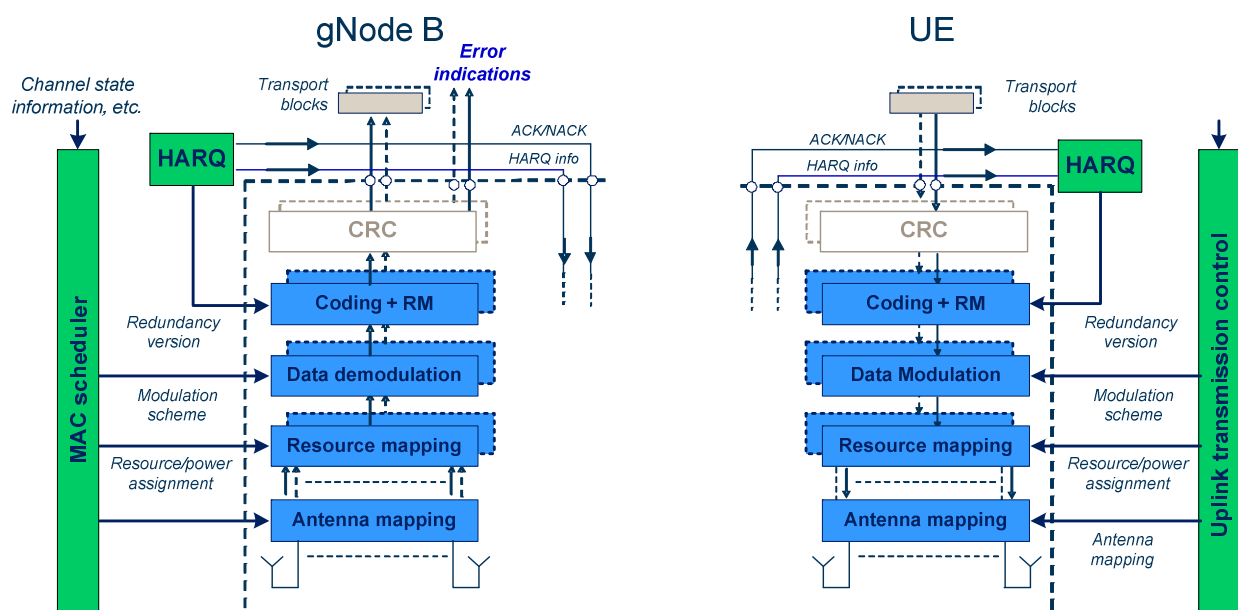 gNode B
UE
Error
indications
Channel state
information, etc.
Transport
blocks
ACK/NACK
HARQ info
HARQ
CRC
Coding + RM
Redundancy
version
Data demodulation
Modulation
scheme
Resource mapping
Resource/power
assignment
Antenna mapping
MAC scheduler
Transport
blocks
ACK/NACK
HARQ info
HARQ
CRC
Coding + RM
Redundancy
version
Data Modulation
Modulation
scheme
Resource mapping
Resource/power
assignment
Antenna mapping
Antenna
mapping
Uplink transmission control